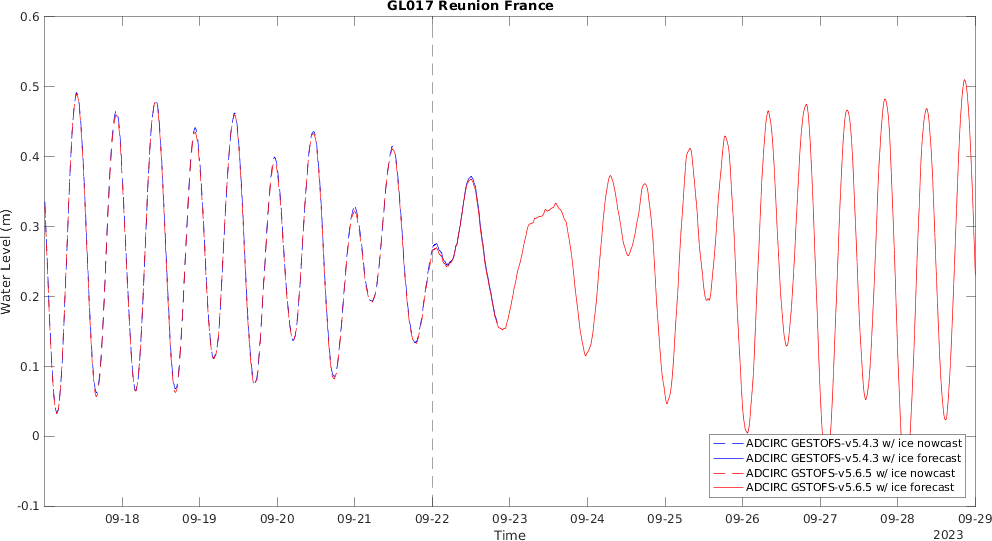 GL017 Reunion France
0.6
0.5
0.4
0.3
0.2
0.1
0
-0.1
Water Level (m)
ADCIRC GESTOFS-v5.4.3 w/ ice nowcast
ADCIRC GESTOFS-v5.4.3 w/ ice forecast
ADCIRC GSTOFS-v5.6.5 w/ ice nowcast
ADCIRC GSTOFS-v5.6.5 w/ ice forecast
09-18 09-19 09-20 09-21 09-22 09-23 09-24 09-25 09-26 09-27 09-28 09-29
Time
2023